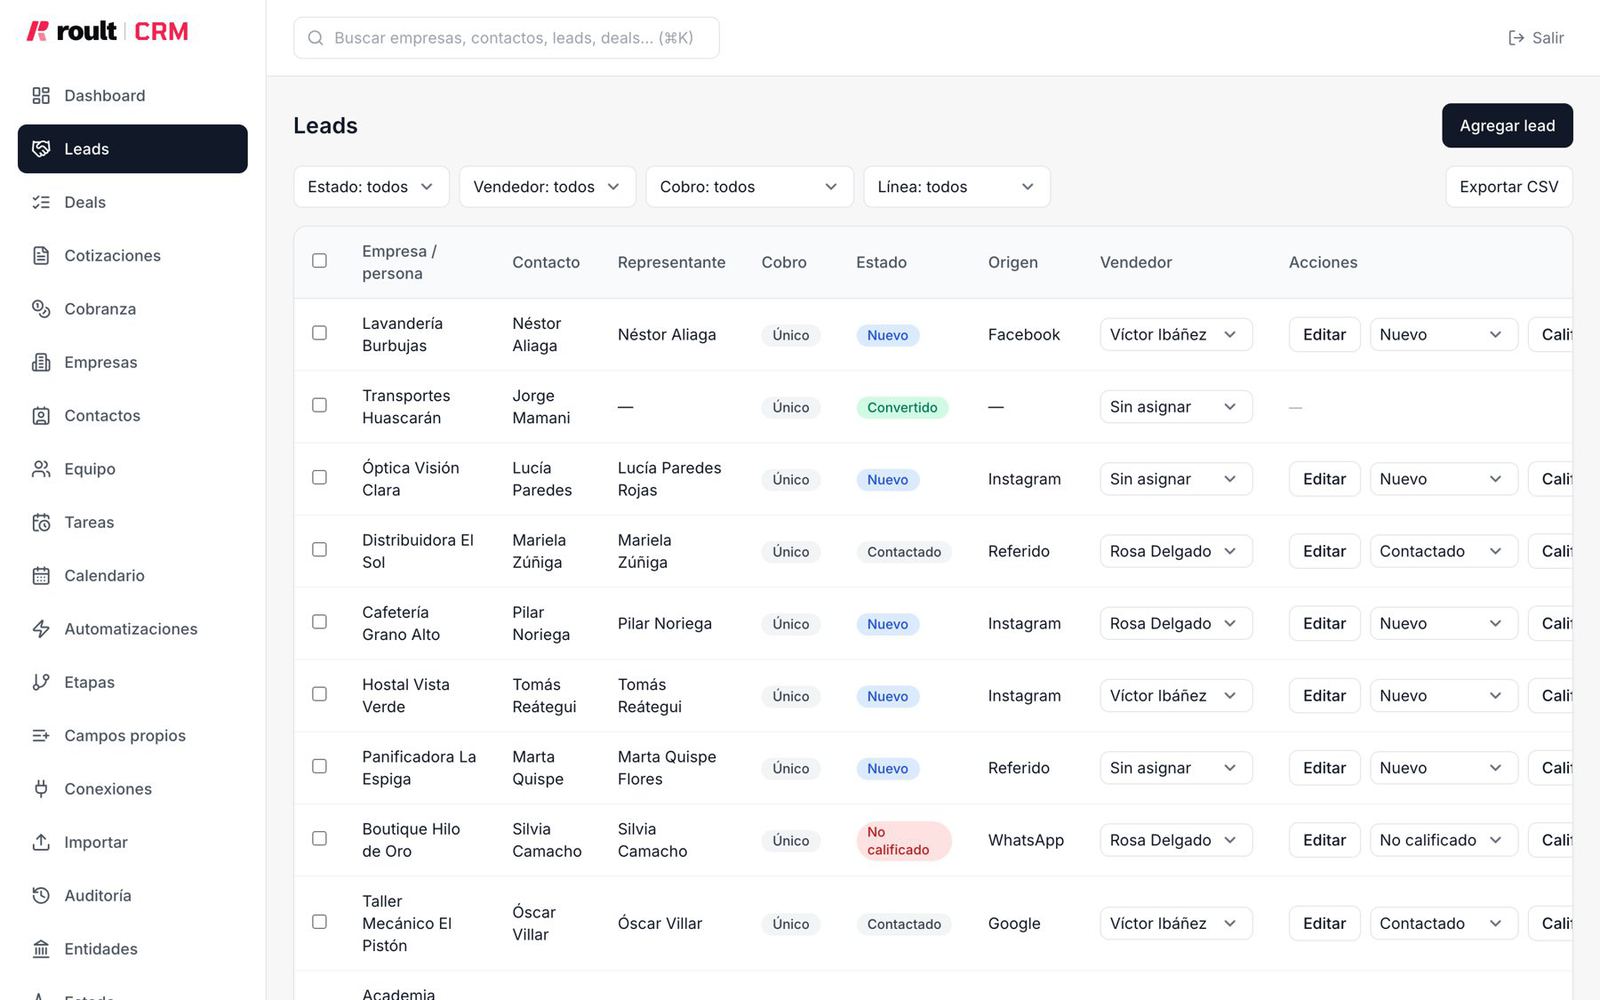 roult | CRM
Buscar empresas, contactos, leads, deals... (⌘K)
Salir
Dashboard
Leads
Deals
Cotizaciones
Cobranza
Empresas
Contactos
Equipo
Tareas
Calendario
Automatizaciones
Etapas
Campos propios
Conexiones
Importar
Auditoría
Entidades
Leads
Agregar lead
Estado: todos
Vendedor: todos
Cobro: todos
Línea: todos
Exportar CSV
Empresa / persona Contacto Representante Cobro Estado Origen Vendedor Acciones
Lavandería Burbujas Néstor Aliaga Néstor Aliaga Único Nuevo Facebook Víctor Ibáñez Editar Nuevo Calif
Transportes Huascarán Jorge Mamani — Único Convertido — Sin asignar —
Óptica Visión Clara Lucía Paredes Lucía Paredes Rojas Único Nuevo Instagram Sin asignar Editar Nuevo Calif
Distribuidora El Sol Mariela Zúñiga Mariela Zúñiga Único Contactado Referido Rosa Delgado Editar Contactado Calif
Cafetería Grano Alto Pilar Noriega Pilar Noriega Único Nuevo Instagram Rosa Delgado Editar Nuevo Calif
Hostal Vista Verde Tomás Reátegui Tomás Reátegui Único Nuevo Instagram Víctor Ibáñez Editar Nuevo Calif
Panificadora La Espiga Marta Quispe Marta Quispe Flores Único Nuevo Referido Sin asignar Editar Nuevo Calif
Boutique Hilo de Oro Silvia Camacho Silvia Camacho Único No calificado WhatsApp Rosa Delgado Editar No calificado Calif
Taller Mecánico El Pistón Óscar Villar Óscar Villar Único Contactado Google Víctor Ibáñez Editar Contactado Calif
Academia